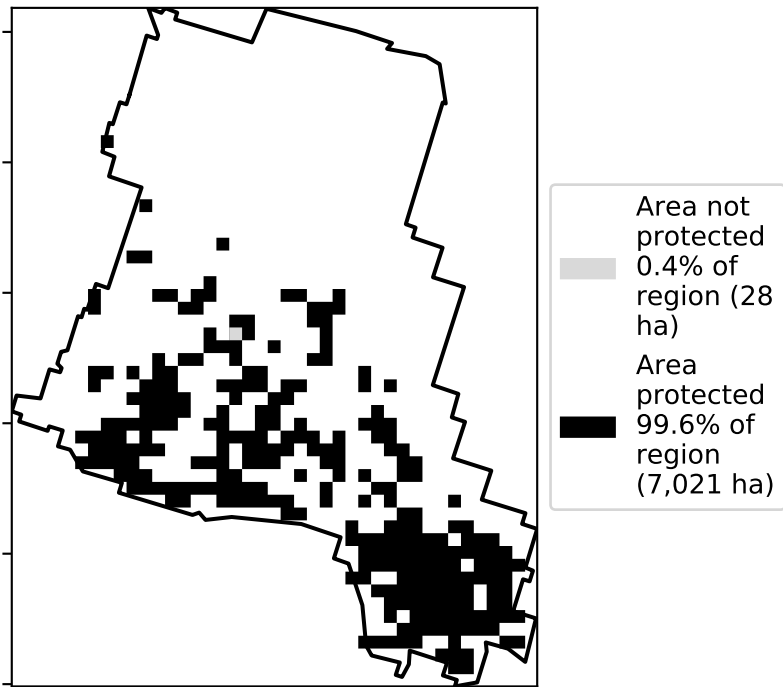 Area not
protected
0.4% of
region (28
ha)
Area
protected
99.6% of
region
(7,021 ha)